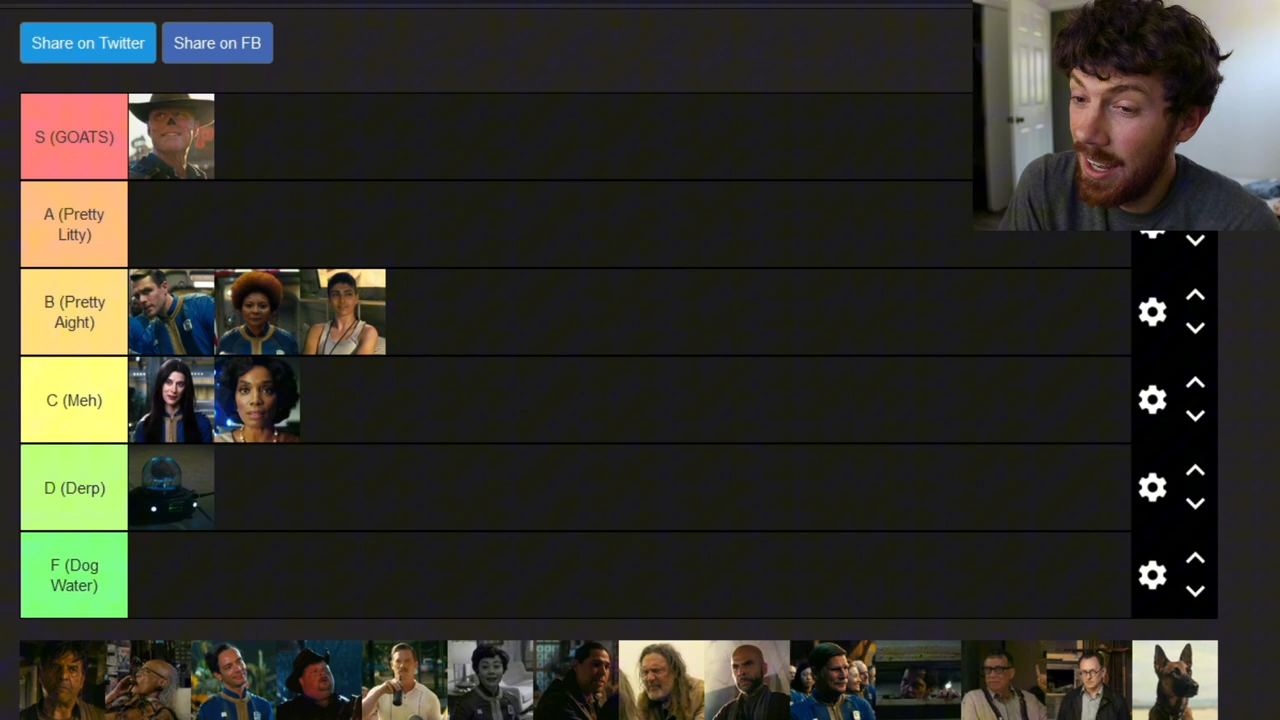 Share on Twitter
Share on FB
S (GOATS)
A (Pretty
Litty)
B (Pretty
Aight)
C (Meh)
D (Derp)
F (Dog
Water)